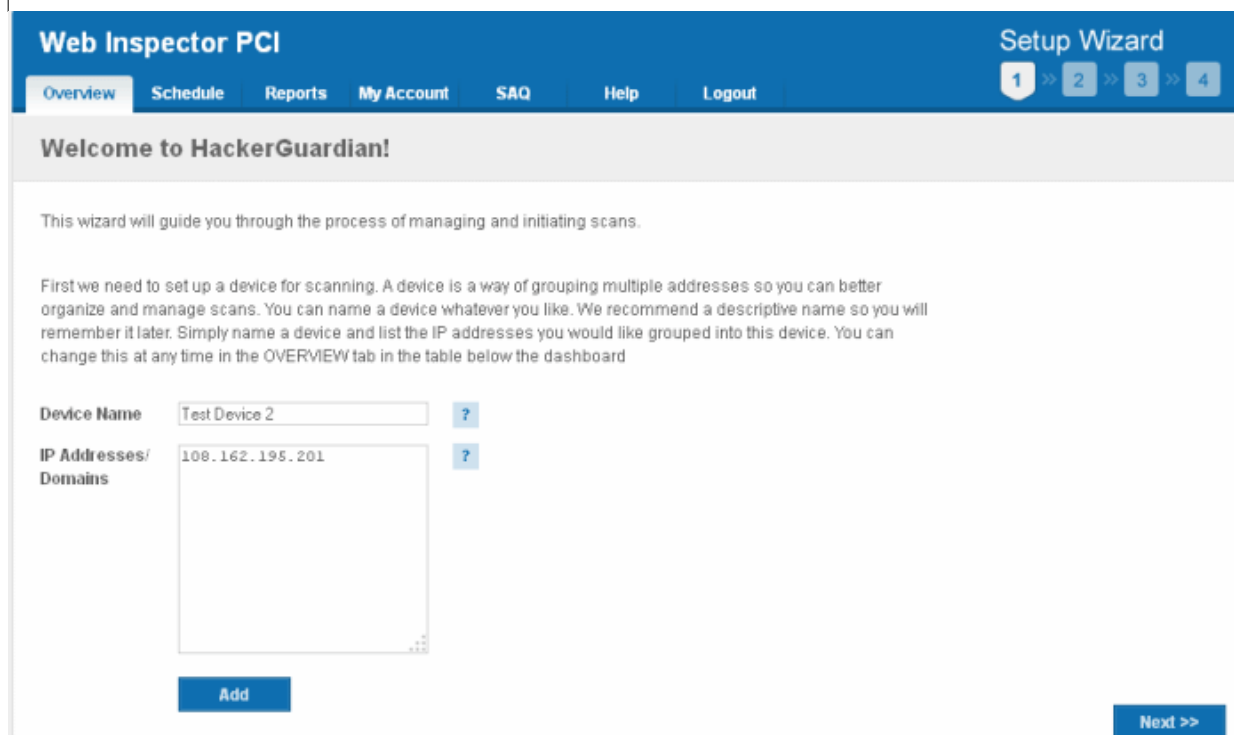 Web Inspector PCI
Setup Wizard
1 » 2 » 3 » 4
Overview Schedule Reports My Account SAQ Help Logout
Welcome to HackerGuardian!
This wizard will guide you through the process of managing and initiating scans.
First we need to set up a device for scanning. A device is a way of grouping multiple addresses so you can better
organize and manage scans. You can name a device whatever you like. We recommend a descriptive name so you will
remember it later. Simply name a device and list the IP addresses you would like grouped into this device. You can
change this at any time in the OVERVIEW tab in the table below the dashboard
Device Name Test Device 2 ?
IP Addresses/ 108.162.195.201 ?
Domains
Add
Next >>